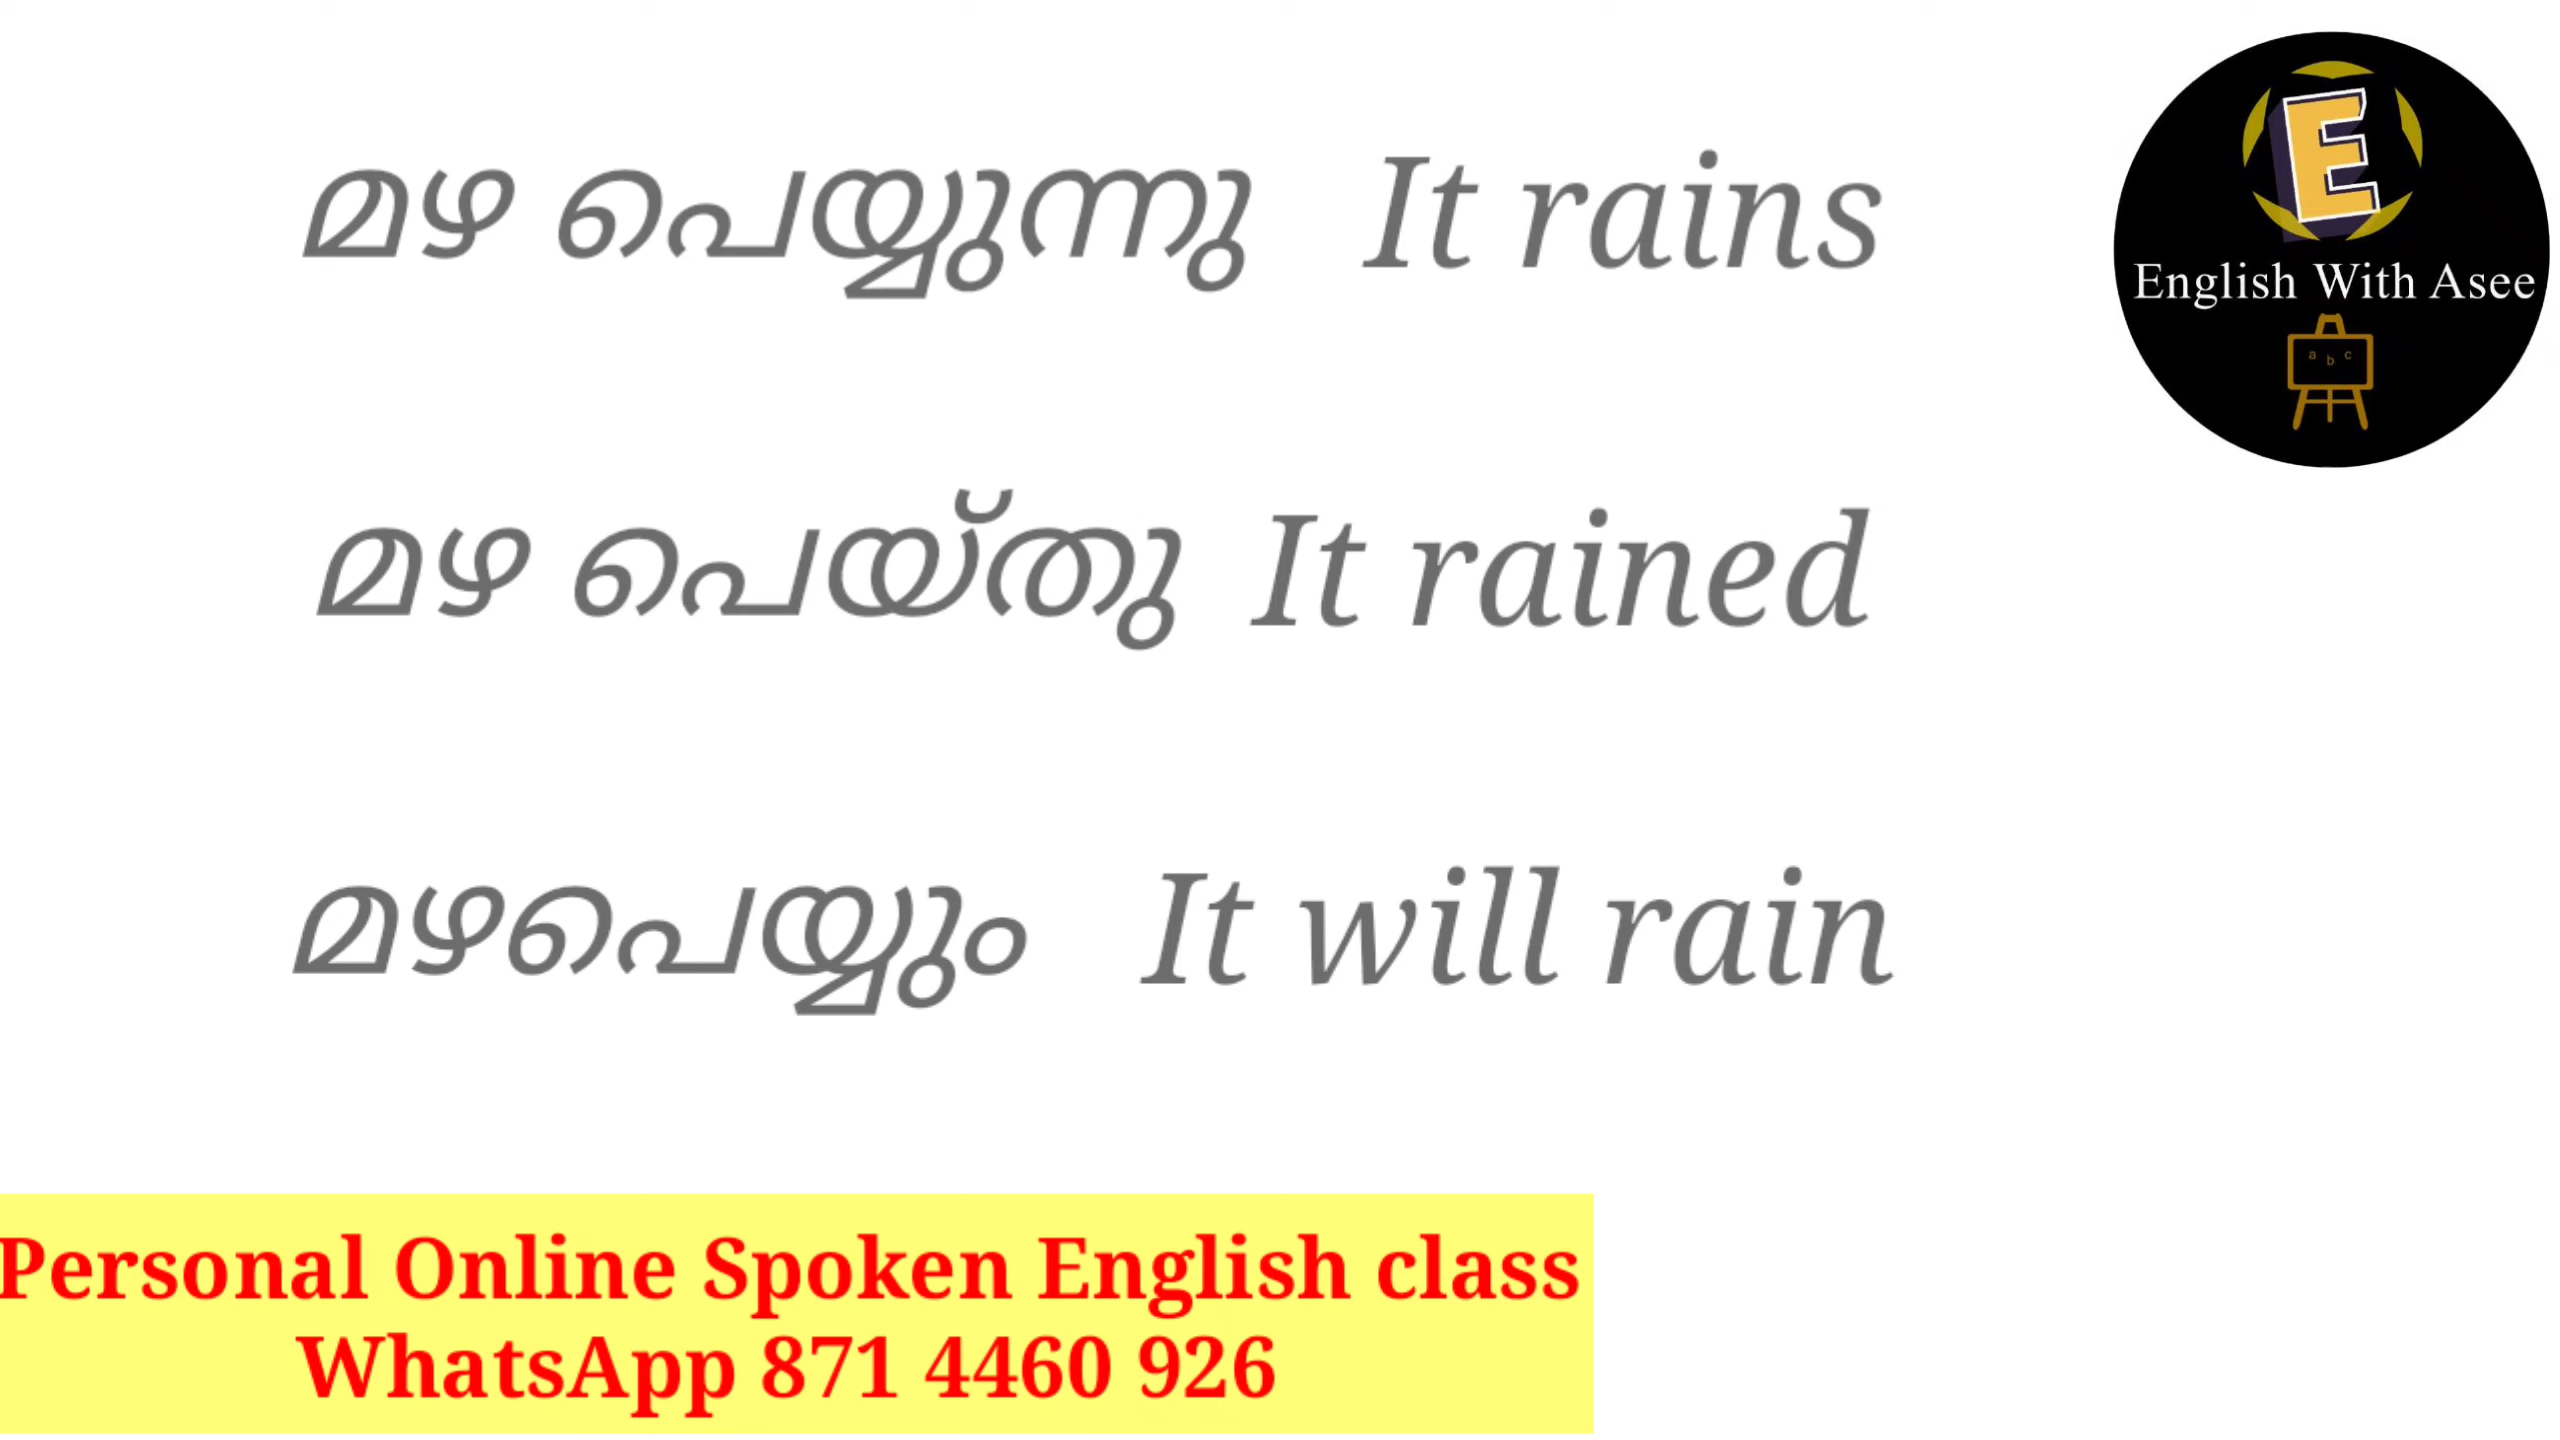 മഴ പെയ്യുന്നു It rains
E
English With Asee
a b c
മഴ പെയ്തു It rained
മഴപെയ്യും It will rain
Personal Online Spoken English class
WhatsApp 871 4460 926